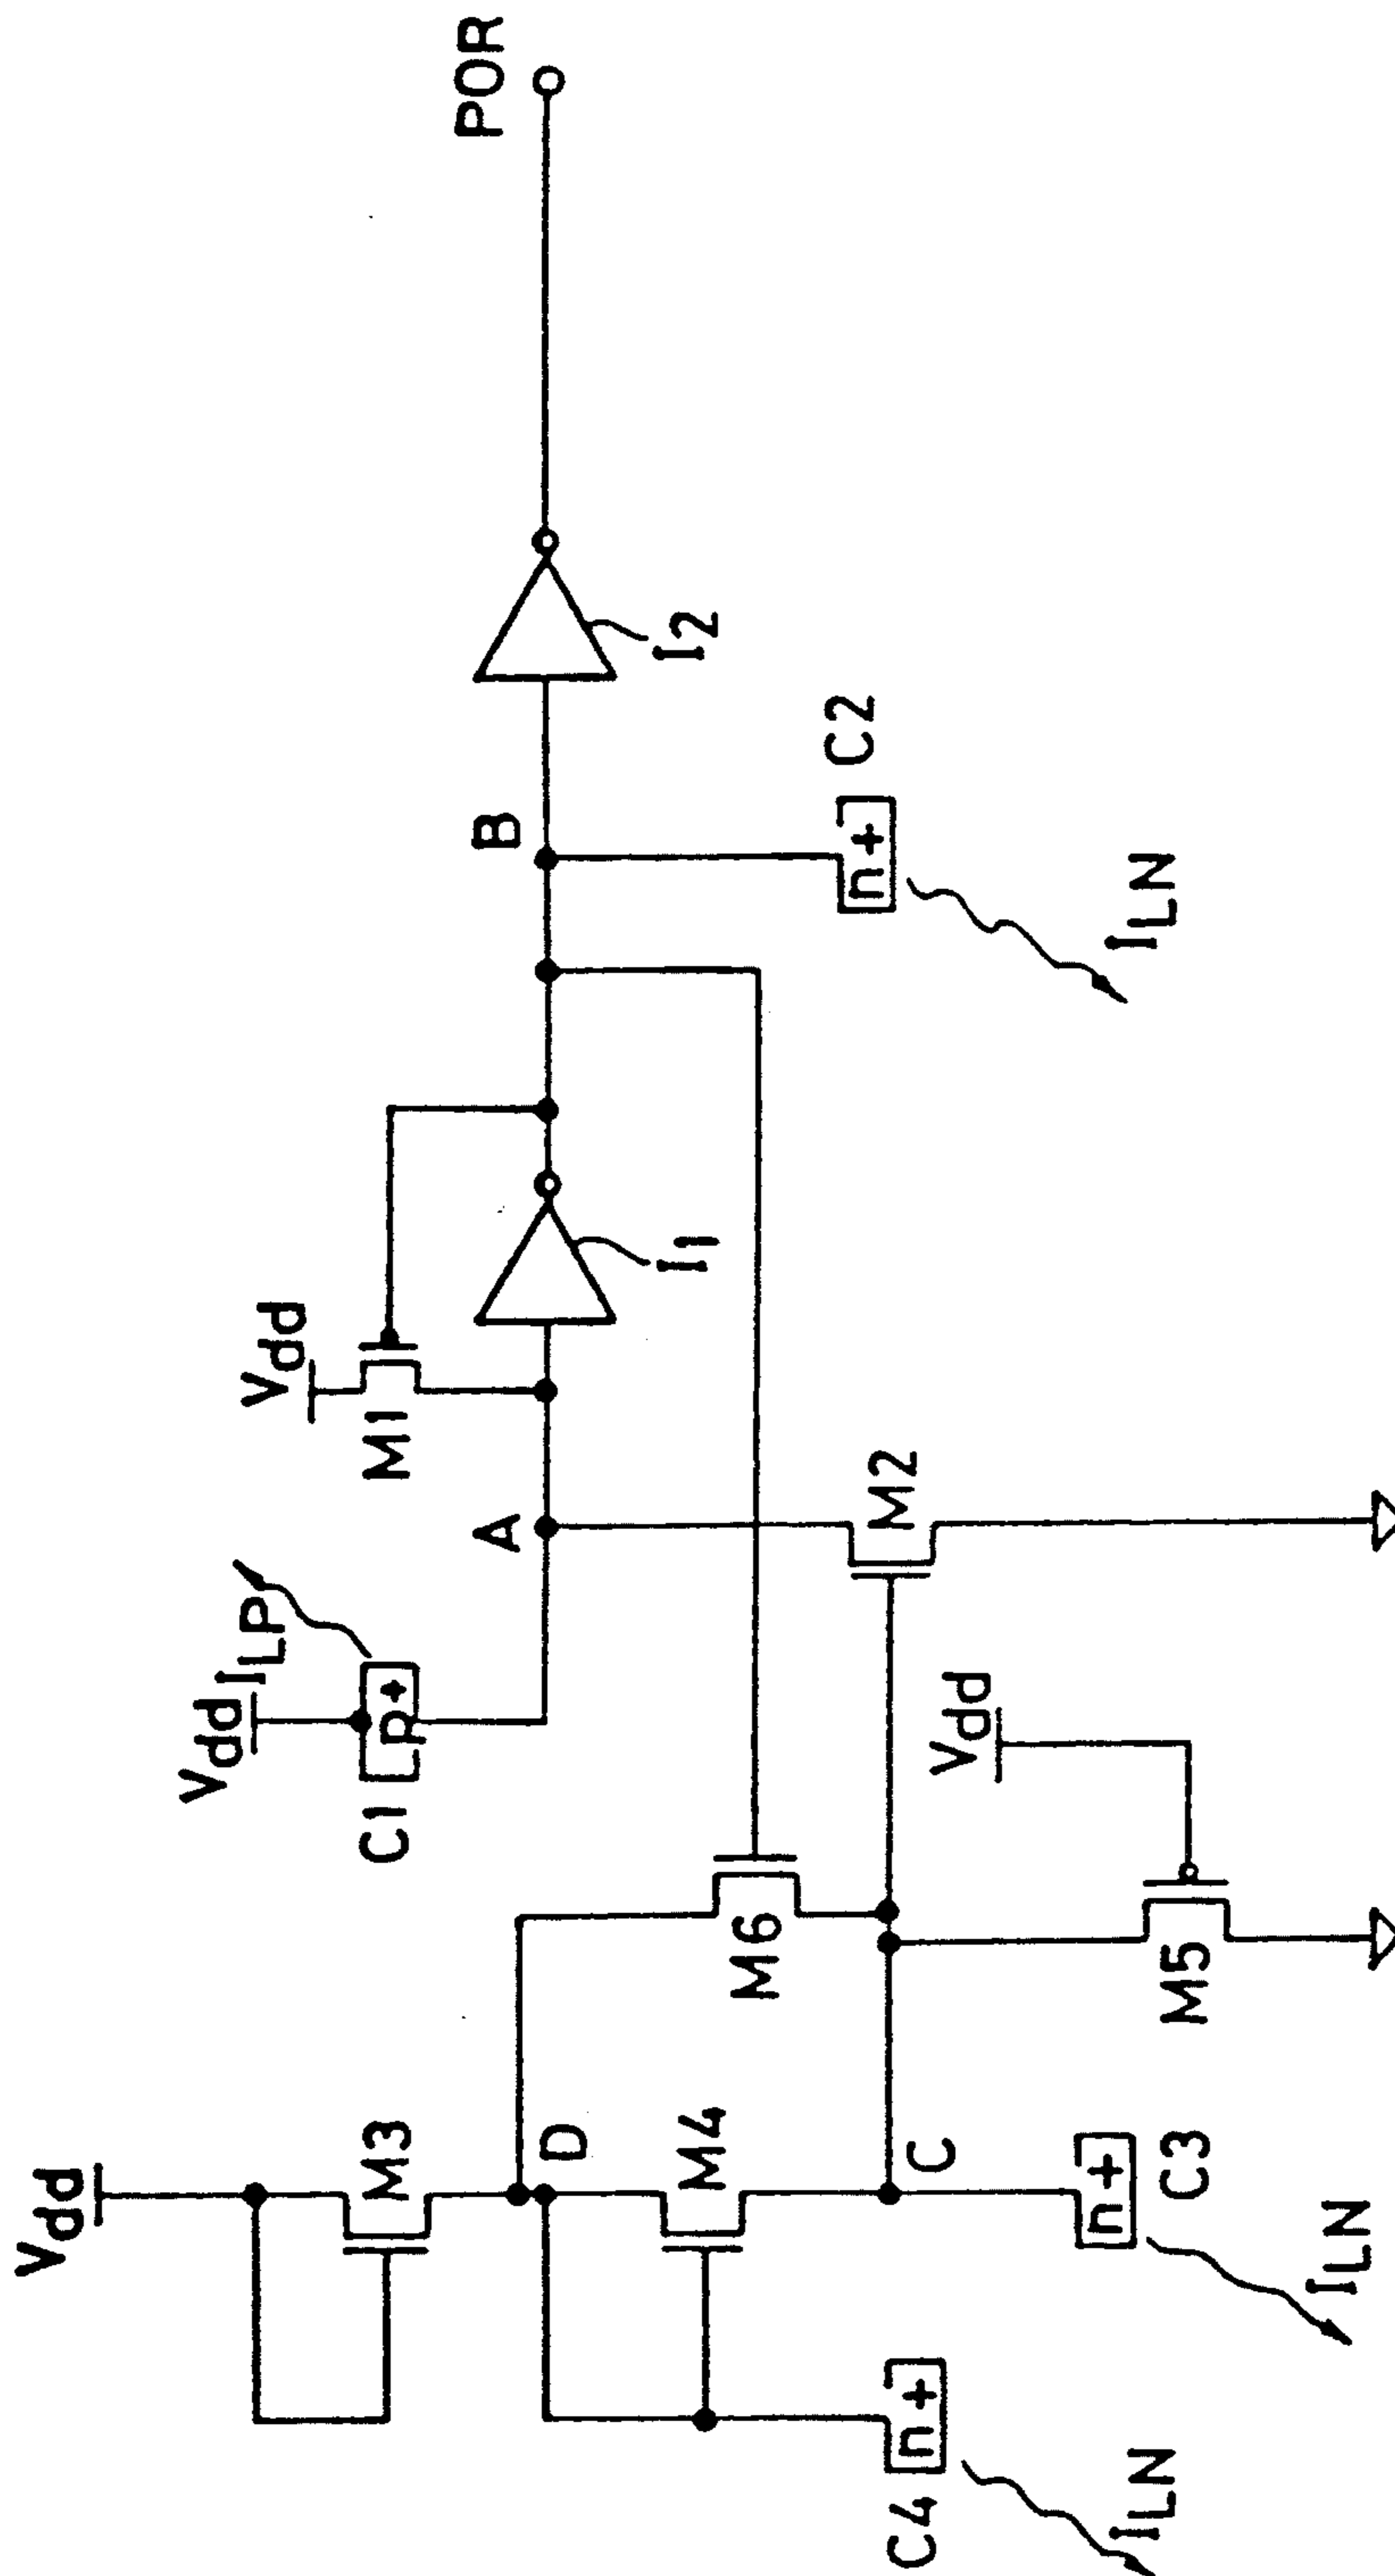 Vdd
M3
D
M4
C
C4
n+
ILN
n+
C3
ILN
M6
M5
Vdd
Vdd
ILP
C1
p+
A
M2
Vdd
M1
I1
B
n+
C2
ILN
I2
POR